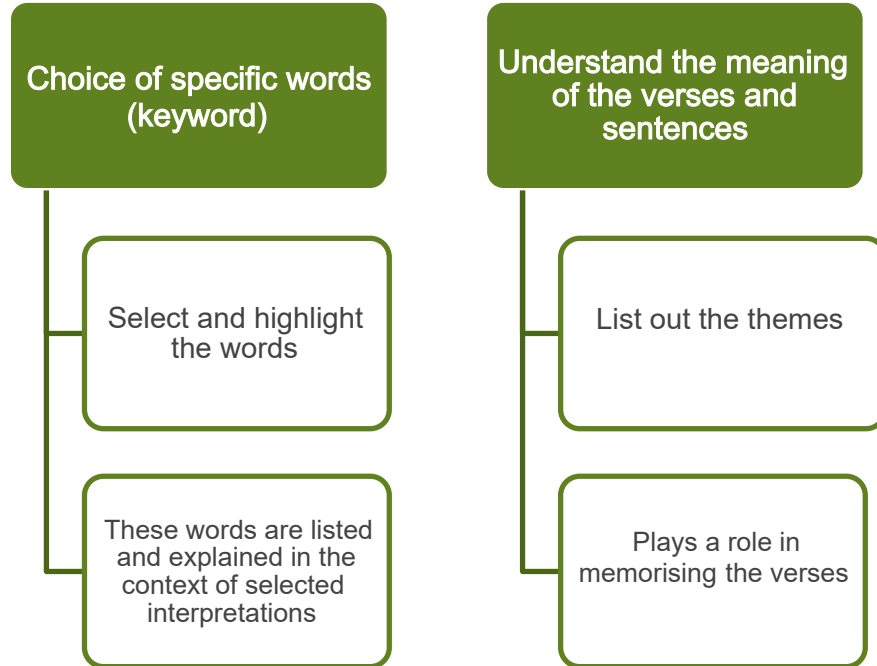 Choice of specific words
(keyword)
Select and highlight
the words
These words are listed
and explained in the
context of selected
interpretations
Understand the meaning
of the verses and
sentences
List out the themes
Plays a role in
memorising the verses